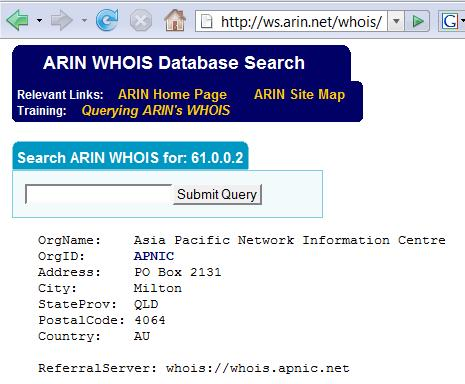 http://ws.arin.net/whois/
G
ARIN WHOIS Database Search
Relevant Links: ARIN Home Page ARIN Site Map
Training: Querying ARIN's WHOIS
Search ARIN WHOIS for: 61.0.0.2
Submit Query
OrgName: Asia Pacific Network Information Centre
OrgID: APNIC
Address: PO Box 2131
City: Milton
StateProv: QLD
PostalCode: 4064
Country: AU
ReferralServer: whois://whois.apnic.net